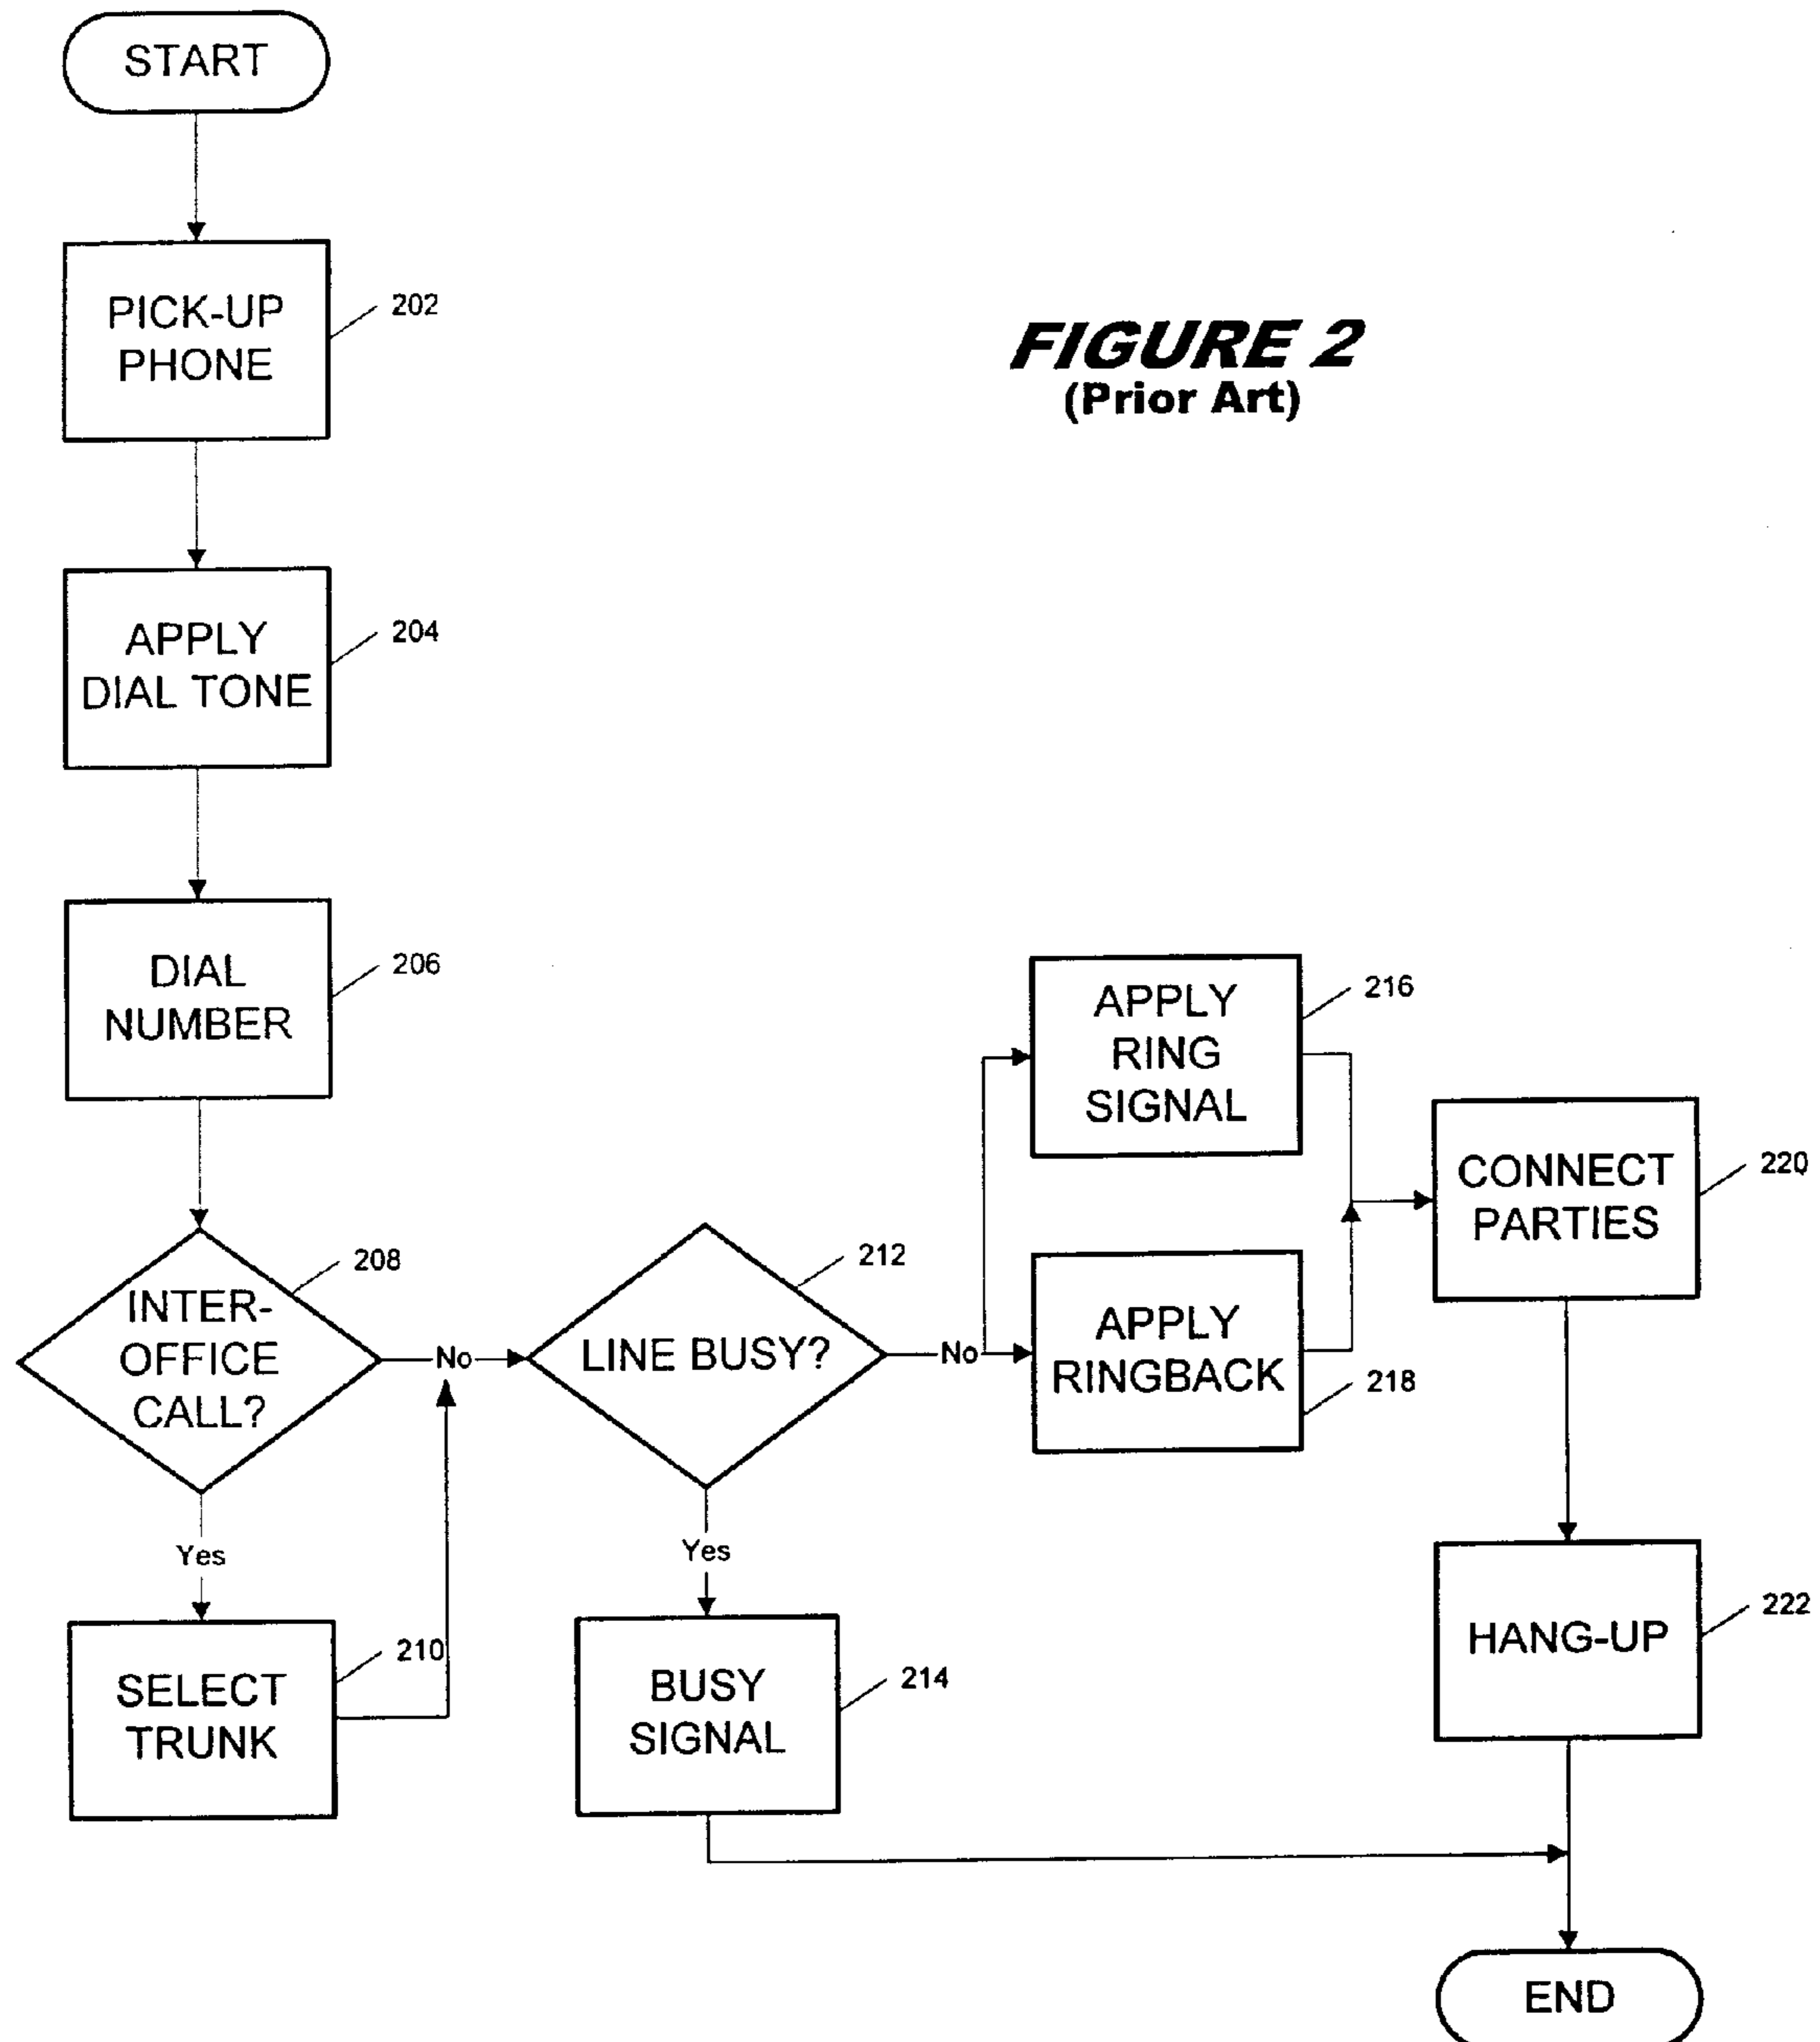 START
PICK-UP
PHONE
202
FIGURE 2
(Prior Art)
APPLY
DIAL TONE
204
DIAL
NUMBER
206
INTER-
OFFICE
CALL?
208
No
Yes
SELECT
TRUNK
210
LINE BUSY?
212
No
Yes
BUSY
SIGNAL
214
APPLY
RING
SIGNAL
216
APPLY
RINGBACK
218
CONNECT
PARTIES
220
HANG-UP
222
END